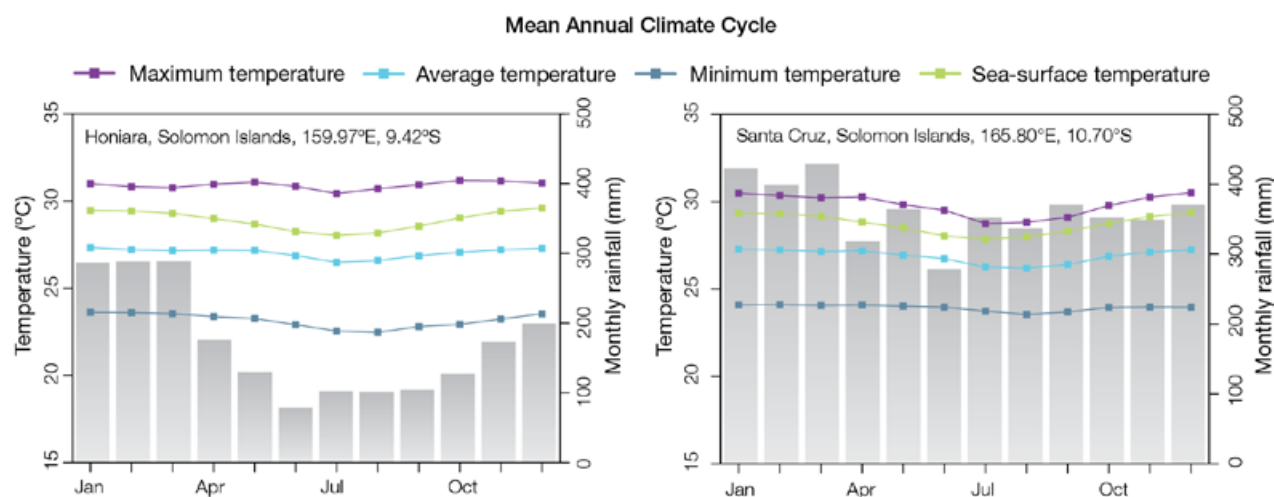 Mean Annual Climate Cycle
Maximum temperature Average temperature Minimum temperature Sea-surface temperature
Honiara, Solomon Islands, 159.97ºE, 9.42ºS
Temperature (ºC)
35
30
25
20
15
Monthly rainfall (mm)
500
400
300
200
100
0
Jan Apr Jul Oct
Santa Cruz, Solomon Islands, 165.80ºE, 10.70ºS
Temperature (ºC)
35
30
25
20
15
Monthly rainfall (mm)
500
400
300
200
100
0
Jan Apr Jul Oct